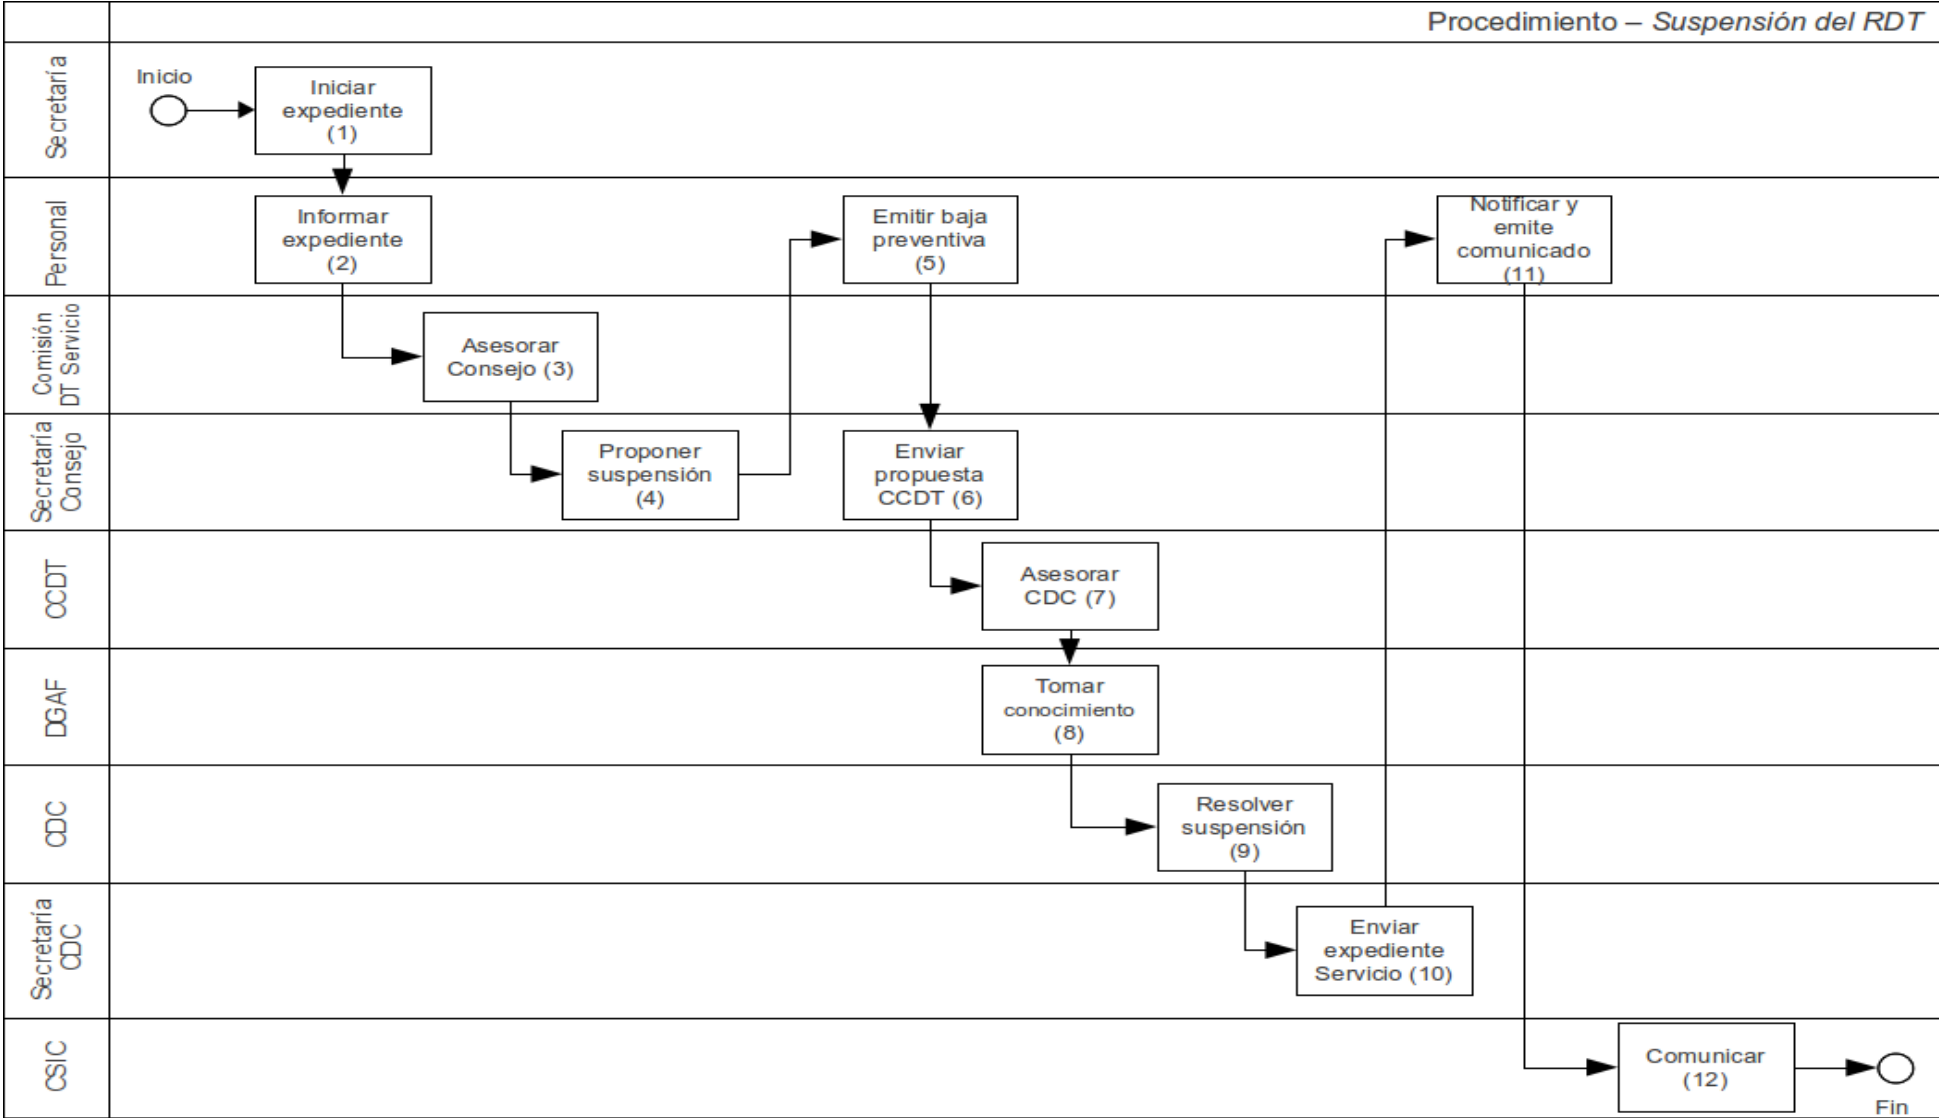 Procedimiento – Suspensión del RDT
Secretaría
Inicio
Iniciar
expediente
(1)
Personal
Informar
expediente
(2)
Emitir baja
preventiva
(5)
Notificar y
emite
comunicado
(11)
Comisión
DT Servicio
Asesorar
Consejo (3)
Secretaría
Consejo
Proponer
suspensión
(4)
Enviar
propuesta
CCDT (6)
CCDT
Asesorar
CDC (7)
DGAF
Tomar
conocimiento
(8)
CDC
Resolver
suspensión
(9)
Secretaría
CDC
Enviar
expediente
Servicio (10)
CSIC
Comunicar
(12)
Fin